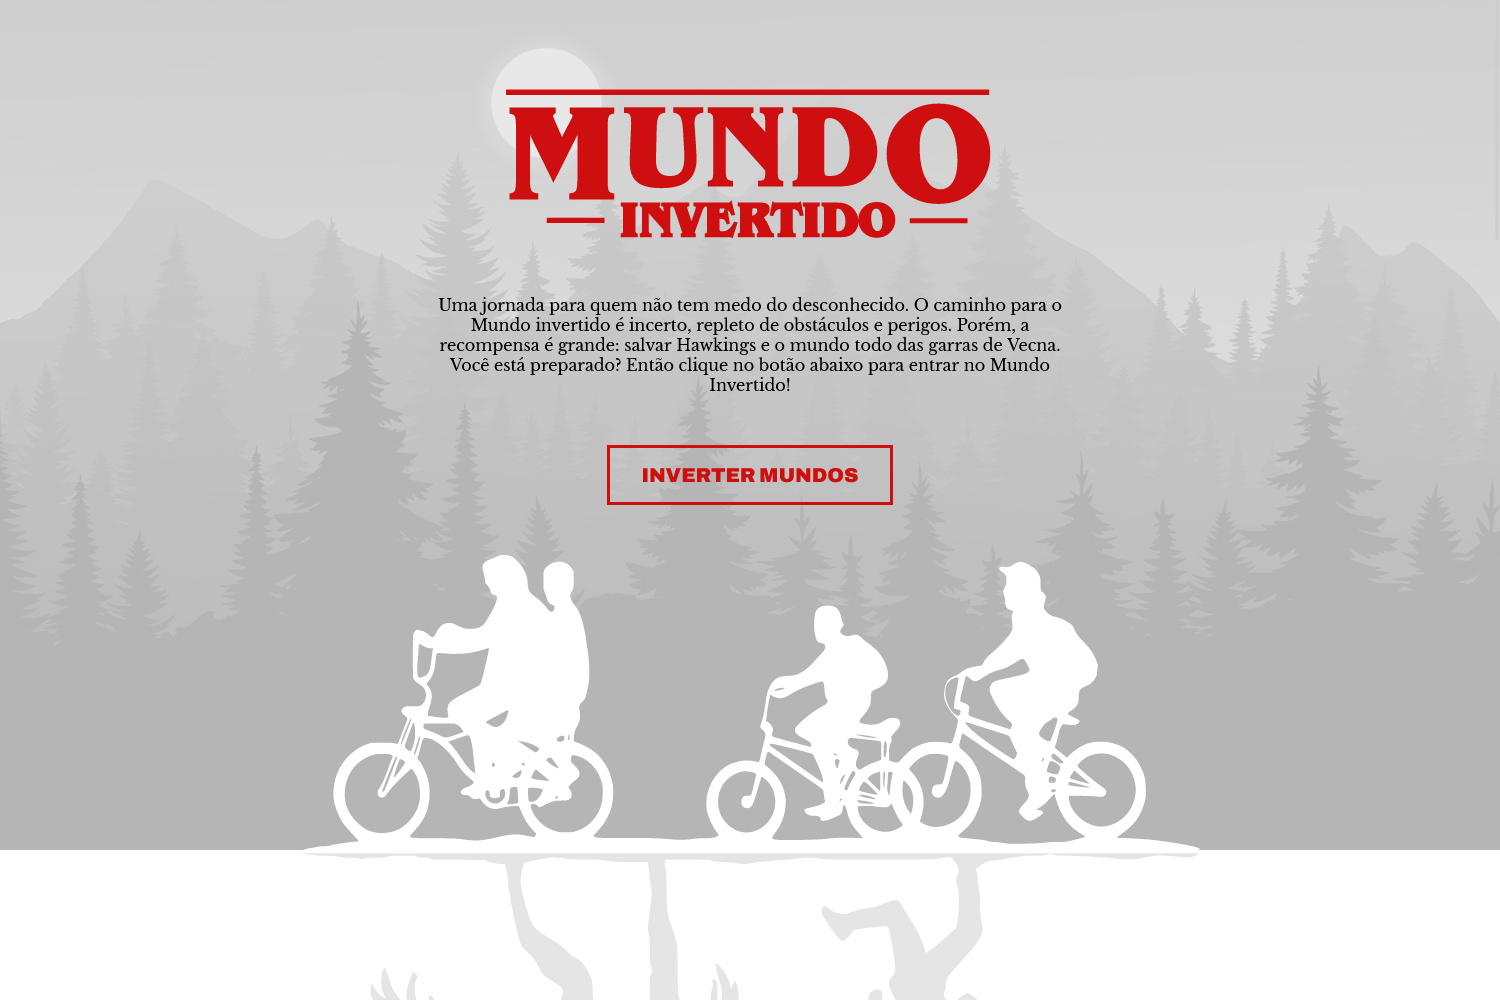 MUNDO
INVERTIDO
Uma jornada para quem não tem medo do desconhecido. O caminho para o
Mundo invertido é incerto, repleto de obstáculos e perigos. Porém, a
recompensa é grande: salvar Hawkings e o mundo todo das garras de Vecna.
Você está preparado? Então clique no botão abaixo para entrar no Mundo
Invertido!
INVERTER MUNDOS